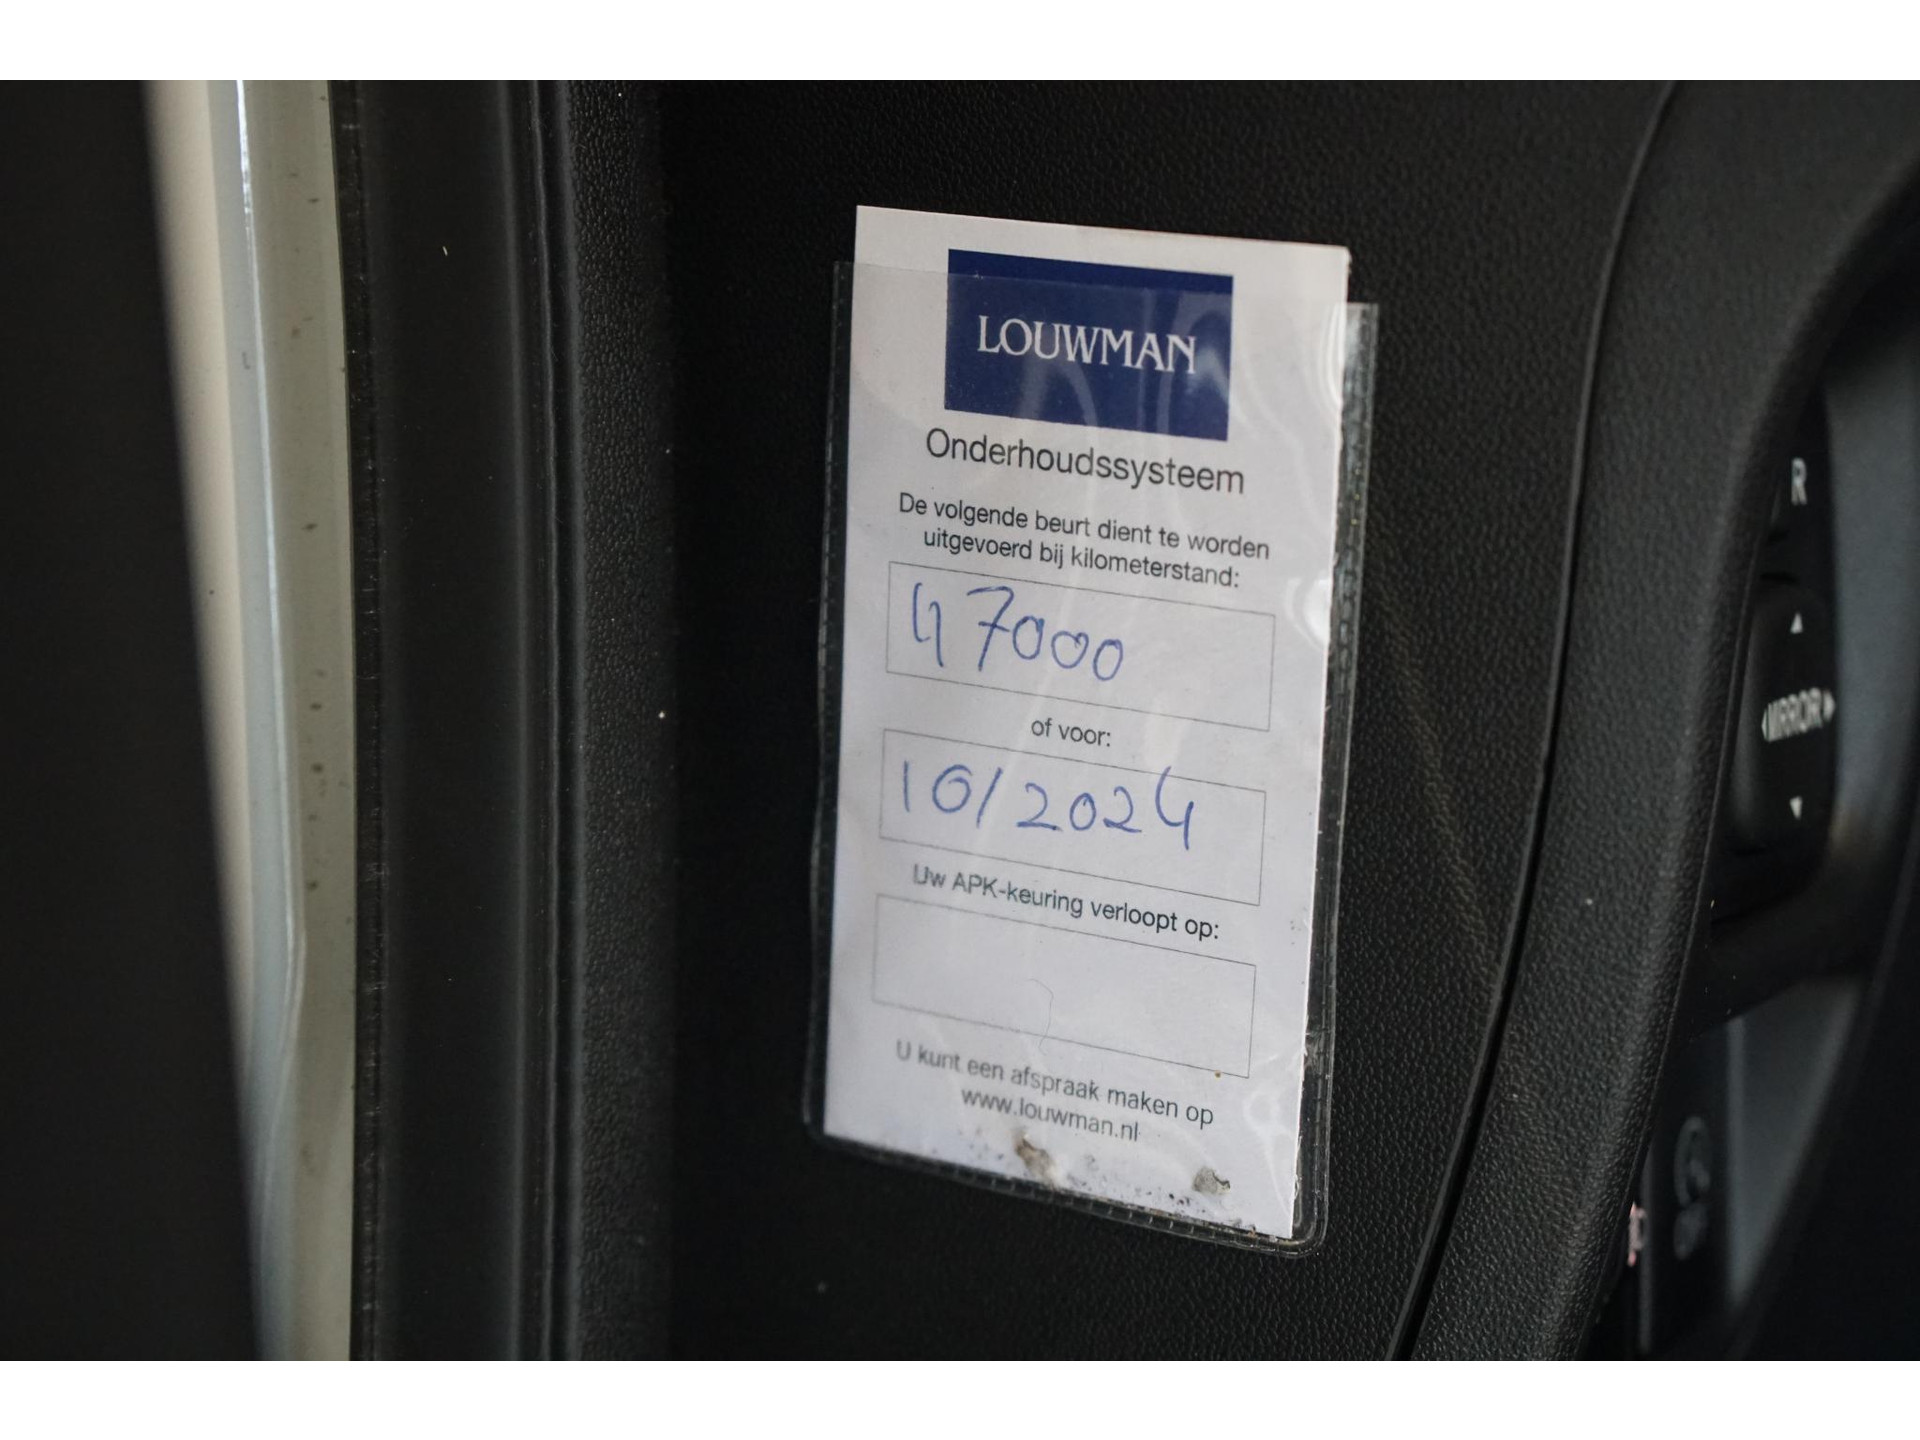 LOUWMAN
Onderhoudssysteem
De volgende beurt dient te worden
uitgevoerd bij kilometerstand:
47000
of voor:
10/2024
Uw APK-keuring verloopt op:
U kunt een afspraak maken op
www.louwman.nl
R
MIRROR